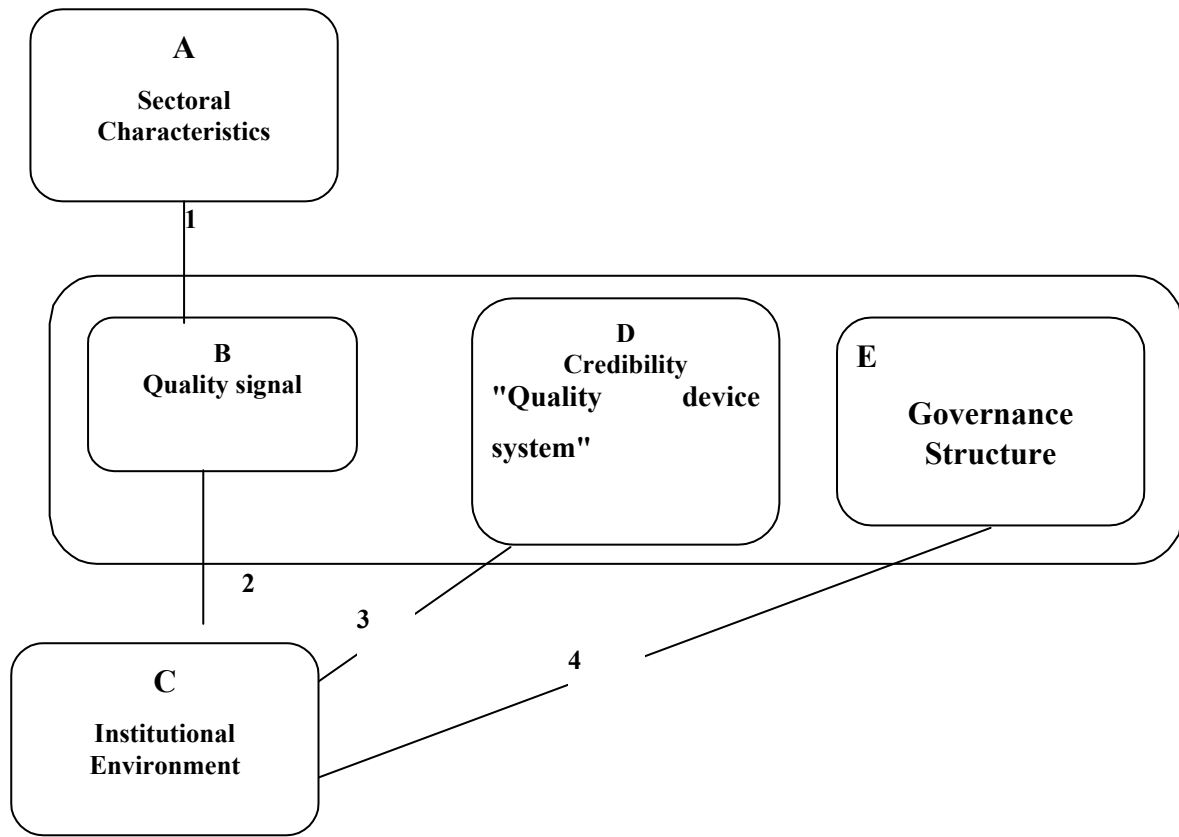 A
Sectoral
Characteristics
1
B
Quality signal
D
Credibility
"Quality device
system"
E
Governance
Structure
2
3
4
C
Institutional
Environment